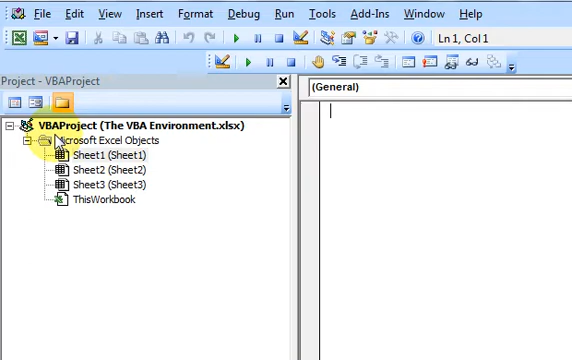 File Edit View Insert Format Debug Run Tools Add-Ins Window Help
Ln 1, Col 1
Project - VBAProject
(General)
VBAProject (The VBA Environment.xlsx)
Microsoft Excel Objects
Sheet1 (Sheet1)
Sheet2 (Sheet2)
Sheet3 (Sheet3)
ThisWorkbook